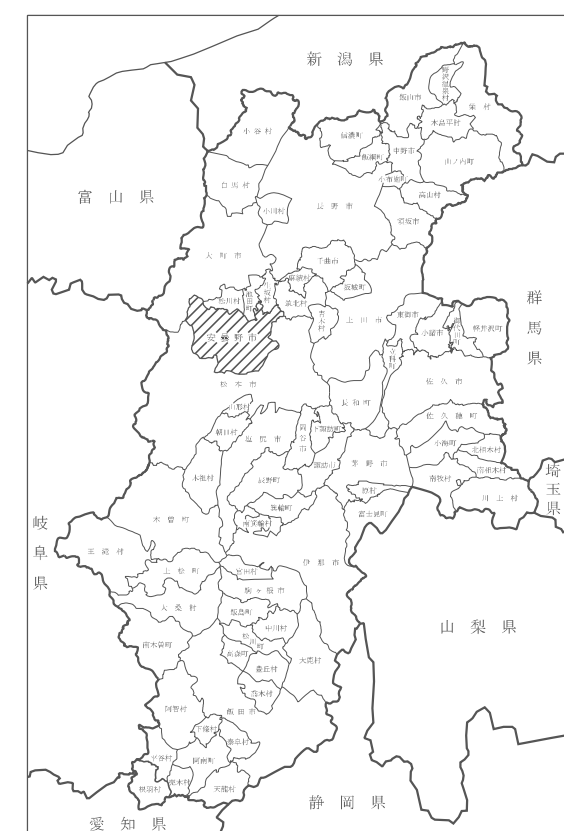 新潟県
富山県
群馬県
埼玉県
岐阜県
山梨県
愛知県
静岡県
小谷村
信濃町
飯綱町
飯山市
野沢温泉村
栄村
木島平村
中野市
山ノ内町
白馬村
小川村
長野市
小布施町
高山村
須坂市
大町市
千曲市
坂城町
麻績村
生坂村
池田町
松川村
筑北村
青木村
上田市
東御市
小諸市
御代田町
軽井沢町
安曇野市
立科町
松本市
佐久市
長和町
佐久穂町
山形村
朝日村
塩尻市
岡谷市
下諏訪町
諏訪市
茅野市
小海町
北相木村
南相木村
南牧村
川上村
木祖村
辰野町
箕輪町
南箕輪村
原村
富士見町
木曽町
王滝村
上松町
伊那市
宮田村
駒ヶ根市
大桑村
飯島町
中川村
南木曽町
松川町
高森町
豊丘村
大鹿村
喬木村
阿智村
飯田市
下條村
泰阜村
平谷村
阿南町
根羽村
売木村
天龍村